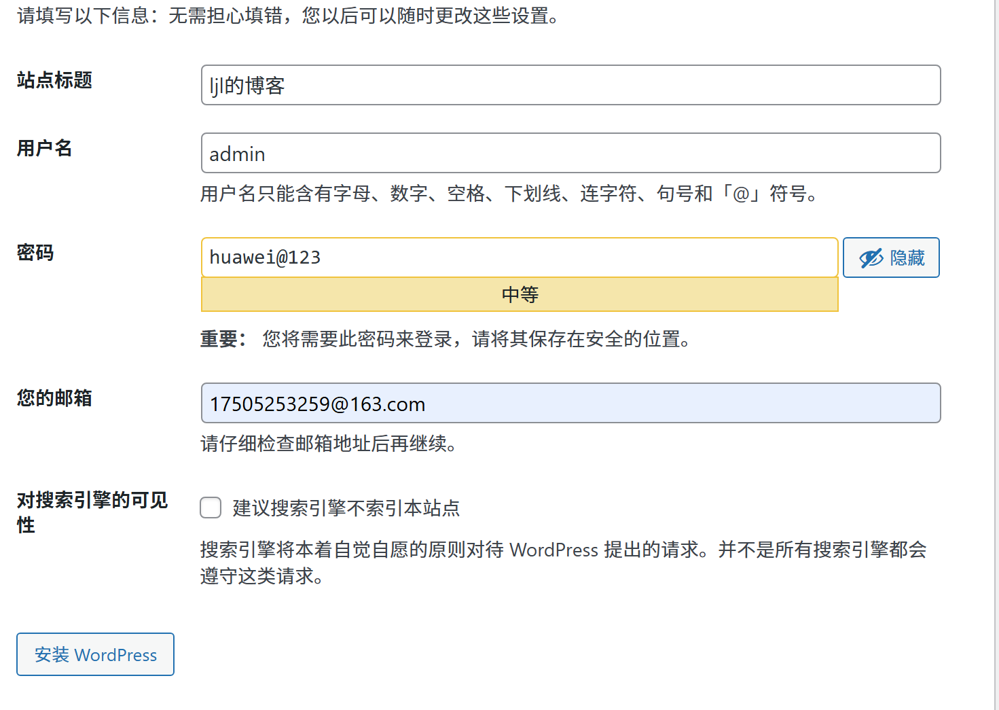 请填写以下信息：无需担心填错，您以后可以随时更改这些设置。
站点标题
ljl的博客
用户名
admin
用户名只能含有字母、数字、空格、下划线、连字符、句号和「@」符号。
密码
huawei@123
隐藏
中等
重要： 您将需要此密码来登录，请将其保存在安全的位置。
您的邮箱
17505253259@163.com
请仔细检查邮箱地址后再继续。
对搜索引擎的可见
性
建议搜索引擎不索引本站点
搜索引擎将本着自觉自愿的原则对待 WordPress 提出的请求。并不是所有搜索引擎都会
遵守这类请求。
安装 WordPress